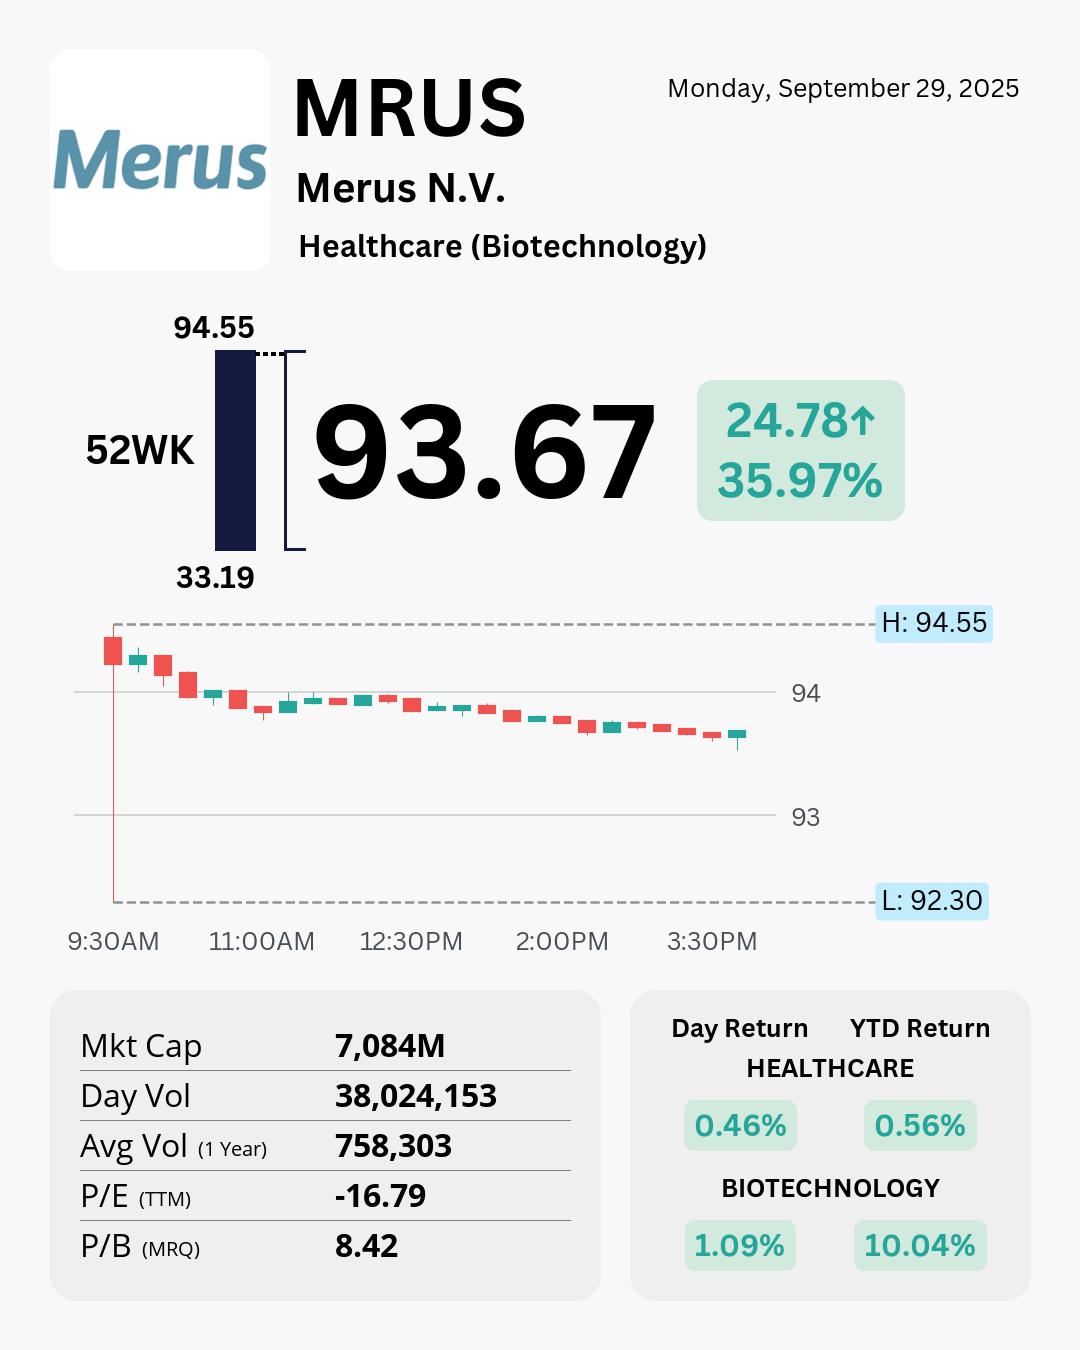 Merus
MRUS
Monday, September 29, 2025
Merus N.V.
Healthcare (Biotechnology)
94.55
52WK
93.67
24.78↑
35.97%
33.19
H: 94.55
94
93
L: 92.30
9:30AM 11:00AM 12:30PM 2:00PM 3:30PM
Mkt Cap 7,084M
Day Vol 38,024,153
Avg Vol (1 Year) 758,303
P/E (TTM) -16.79
P/B (MRQ) 8.42
Day Return YTD Return
HEALTHCARE
0.46% 0.56%
BIOTECHNOLOGY
1.09% 10.04%